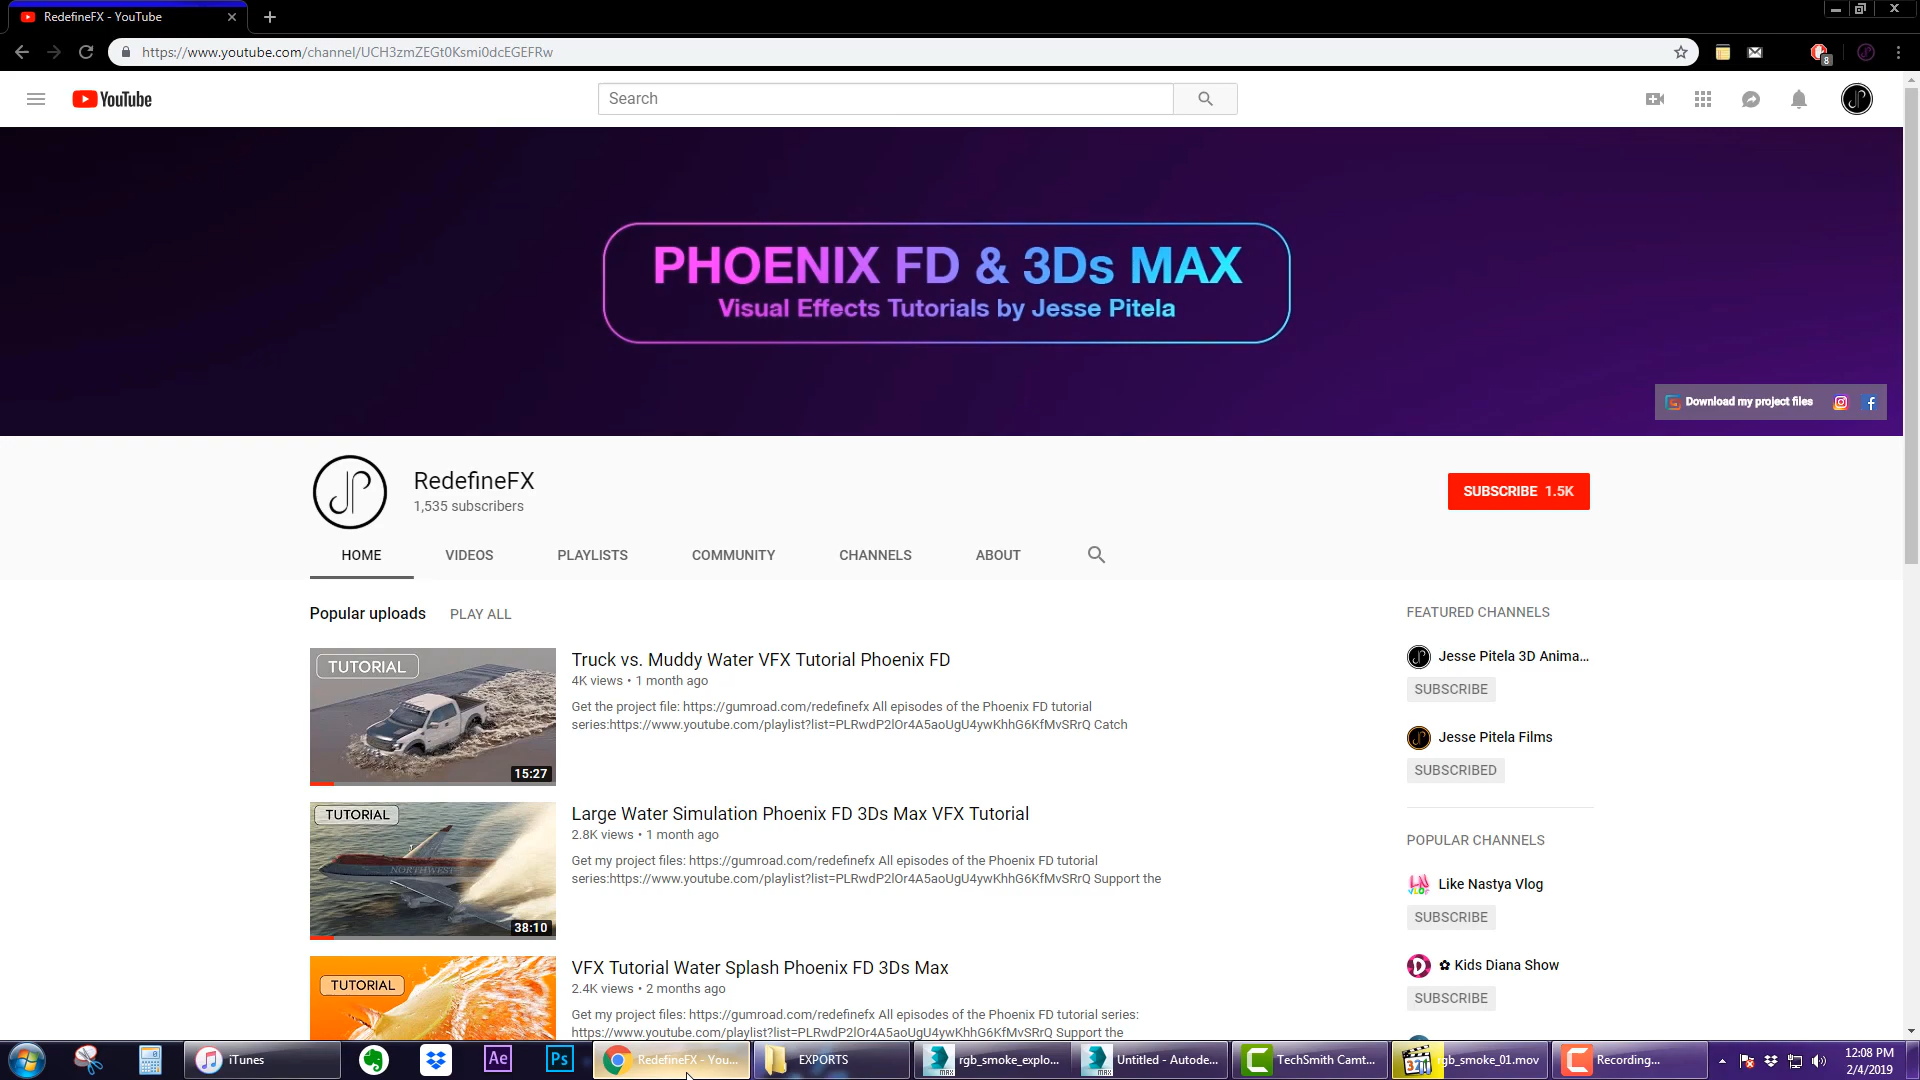 RedefineFX - YouTube
https://www.youtube.com/channel/UCH3zmZEGt0Ksmi0dcEGEFRw
8
YouTube
Search
PHOENIX FD & 3Ds MAX
Visual Effects Tutorials by Jesse Pitela
Download my project files
RedefineFX
1,535 subscribers
SUBSCRIBE 1.5K
HOME VIDEOS PLAYLISTS COMMUNITY CHANNELS ABOUT
Popular uploads PLAY ALL
TUTORIAL
15:27
Truck vs. Muddy Water VFX Tutorial Phoenix FD
4K views • 1 month ago
Get the project file: https://gumroad.com/redefinefx All episodes of the Phoenix FD tutorial
series:https://www.youtube.com/playlist?list=PLRwdP2lOr4A5aoUgU4ywKhhG6KfMvSRrQ Catch
TUTORIAL
NORTHWEST
38:10
Large Water Simulation Phoenix FD 3Ds Max VFX Tutorial
2.8K views • 1 month ago
Get my project files: https://gumroad.com/redefinefx All episodes of the Phoenix FD tutorial
series:https://www.youtube.com/playlist?list=PLRwdP2lOr4A5aoUgU4ywKhhG6KfMvSRrQ Support the
TUTORIAL
VFX Tutorial Water Splash Phoenix FD 3Ds Max
2.4K views • 2 months ago
Get my project files: https://gumroad.com/redefinefx All episodes of the Phoenix FD tutorial series:
https://www.youtube.com/playlist?list=PLRwdP2lOr4A5aoUgU4ywKhhG6KfMvSRrQ Support the
FEATURED CHANNELS
Jesse Pitela 3D Anima...
SUBSCRIBE
Jesse Pitela Films
SUBSCRIBED
POPULAR CHANNELS
Like Nastya Vlog
SUBSCRIBE
✿ Kids Diana Show
SUBSCRIBE
iTunes
Ae
Ps
RedefineFX - You...
EXPORTS
rgb_smoke_explo...
Untitled - Autode...
TechSmith Camt...
rgb_smoke_01.mov
Recording...
12:08 PM
2/4/2019